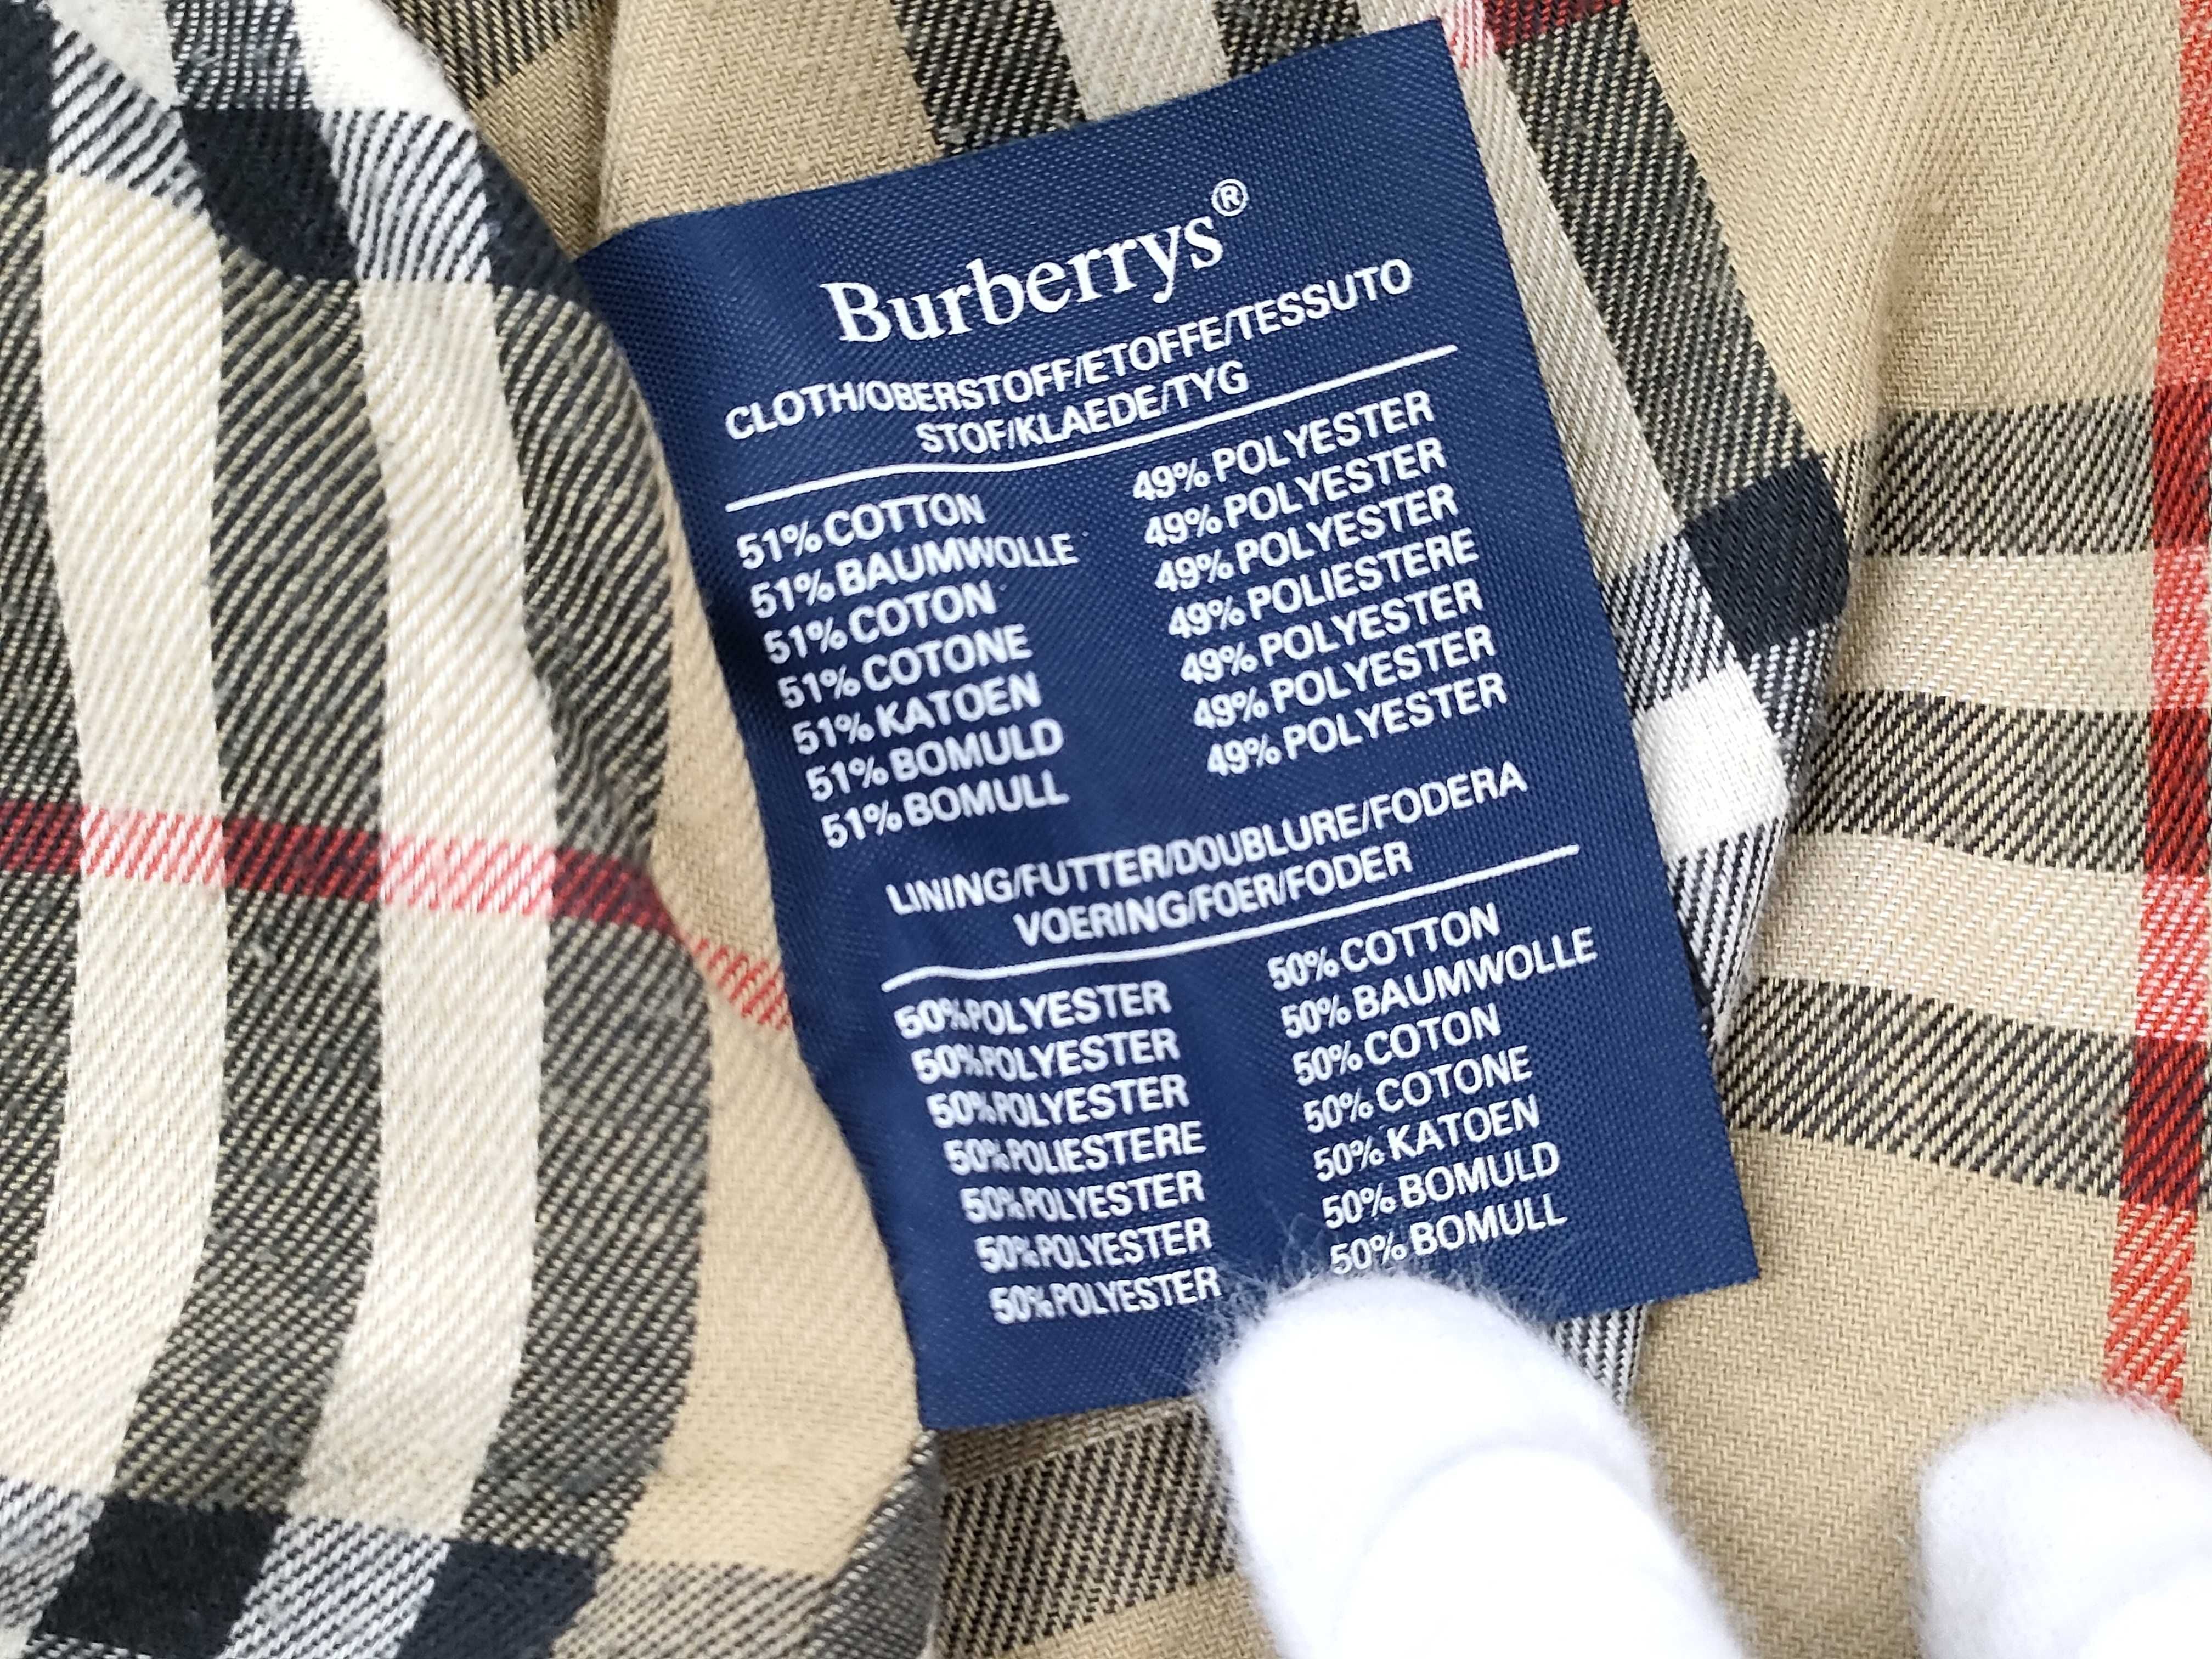 Burberrys®
CLOTH/OBERSTOFF/ETOFFE/TESSUTO
STOF/KLAEDE/TYG
51% COTTON 49% POLYESTER
51% BAUMWOLLE 49% POLYESTER
51% COTON 49% POLYESTER
51% COTONE 49% POLIESTERE
51% KATOEN 49% POLYESTER
51% BOMULD 49% POLYESTER
51% BOMULL 49% POLYESTER
LINING/FUTTER/DOUBLURE/FODERA
VOERING/FOER/FODER
50% POLYESTER 50% COTTON
50% POLYESTER 50% BAUMWOLLE
50% POLYESTER 50% COTON
50% POLIESTERE 50% COTONE
50% POLYESTER 50% KATOEN
50% POLYESTER 50% BOMULD
50% POLYESTER 50% BOMULL